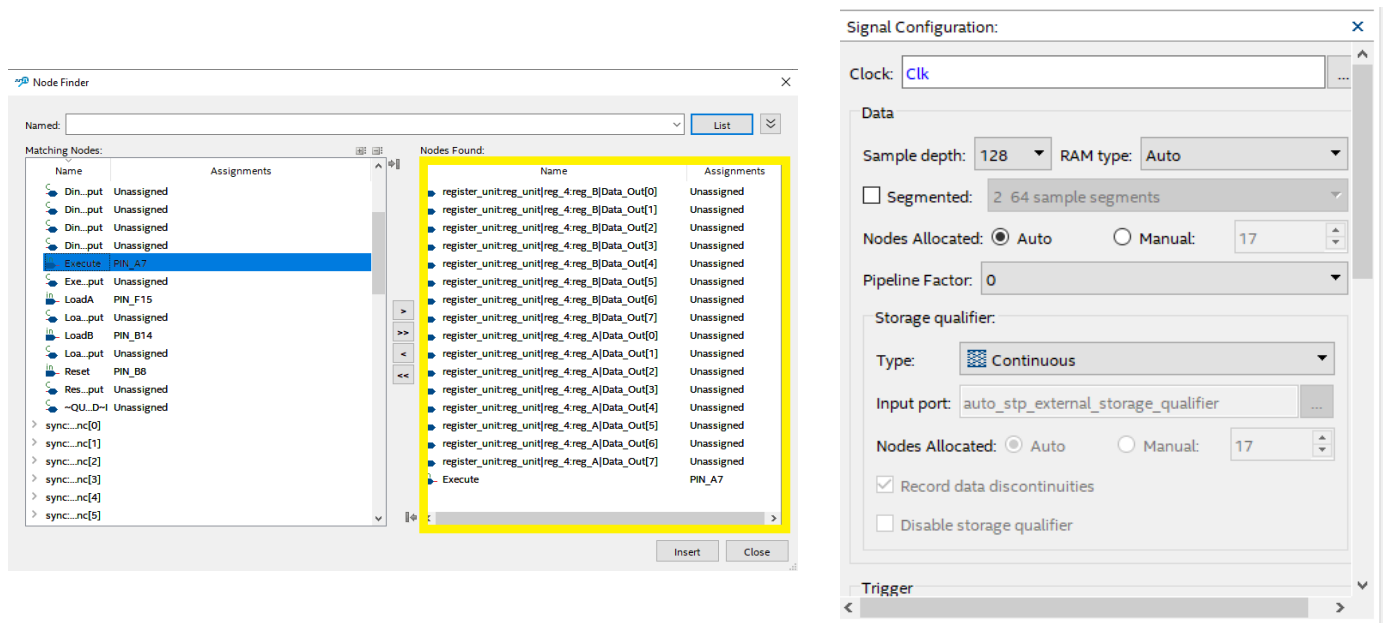 Node Finder
Named:
List
Matching Nodes:
Nodes Found:
Name Assignments
Din...put Unassigned
Din...put Unassigned
Din...put Unassigned
Din...put Unassigned
Execute PIN_A7
Exe...put Unassigned
LoadA PIN_F15
Loa...put Unassigned
LoadB PIN_B14
Loa...put Unassigned
Reset PIN_B8
Res...put Unassigned
~QU...D~I Unassigned
sync:...nc[0]
sync:...nc[1]
sync:...nc[2]
sync:...nc[3]
sync:...nc[4]
sync:...nc[5]
>
>>
<
<<
Name Assignments
register_unit:reg_unit|reg_4:reg_B|Data_Out[0] Unassigned
register_unit:reg_unit|reg_4:reg_B|Data_Out[1] Unassigned
register_unit:reg_unit|reg_4:reg_B|Data_Out[2] Unassigned
register_unit:reg_unit|reg_4:reg_B|Data_Out[3] Unassigned
register_unit:reg_unit|reg_4:reg_B|Data_Out[4] Unassigned
register_unit:reg_unit|reg_4:reg_B|Data_Out[5] Unassigned
register_unit:reg_unit|reg_4:reg_B|Data_Out[6] Unassigned
register_unit:reg_unit|reg_4:reg_B|Data_Out[7] Unassigned
register_unit:reg_unit|reg_4:reg_A|Data_Out[0] Unassigned
register_unit:reg_unit|reg_4:reg_A|Data_Out[1] Unassigned
register_unit:reg_unit|reg_4:reg_A|Data_Out[2] Unassigned
register_unit:reg_unit|reg_4:reg_A|Data_Out[3] Unassigned
register_unit:reg_unit|reg_4:reg_A|Data_Out[4] Unassigned
register_unit:reg_unit|reg_4:reg_A|Data_Out[5] Unassigned
register_unit:reg_unit|reg_4:reg_A|Data_Out[6] Unassigned
register_unit:reg_unit|reg_4:reg_A|Data_Out[7] Unassigned
Execute PIN_A7
Insert Close
Signal Configuration:
Clock: Clk ...
Data
Sample depth: 128 RAM type: Auto
Segmented: 2 64 sample segments
Nodes Allocated: Auto Manual: 17
Pipeline Factor: 0
Storage qualifier:
Type: Continuous
Input port: auto_stp_external_storage_qualifier ...
Nodes Allocated: Auto Manual: 17
Record data discontinuities
Disable storage qualifier
Trigger